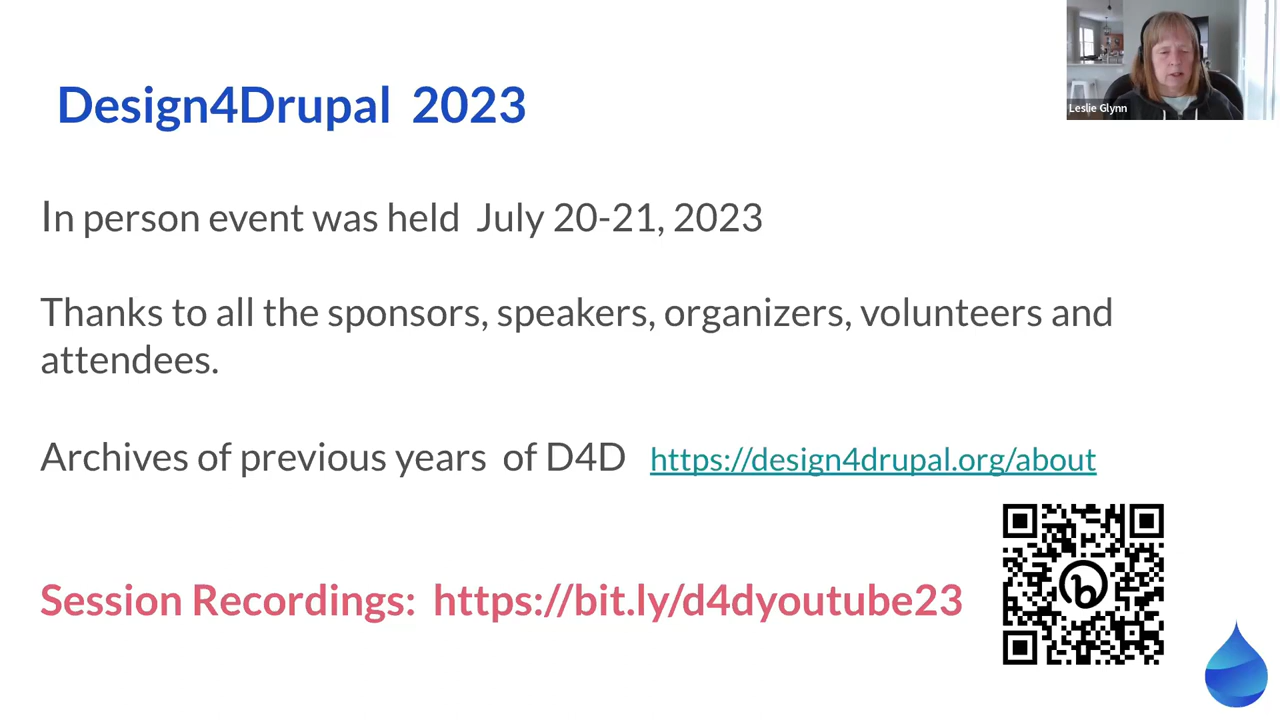 Leslie Glynn
Design4Drupal 2023
In person event was held July 20-21, 2023
Thanks to all the sponsors, speakers, organizers, volunteers and
attendees.
Archives of previous years of D4D https://design4drupal.org/about
Session Recordings: https://bit.ly/d4dyoutube23